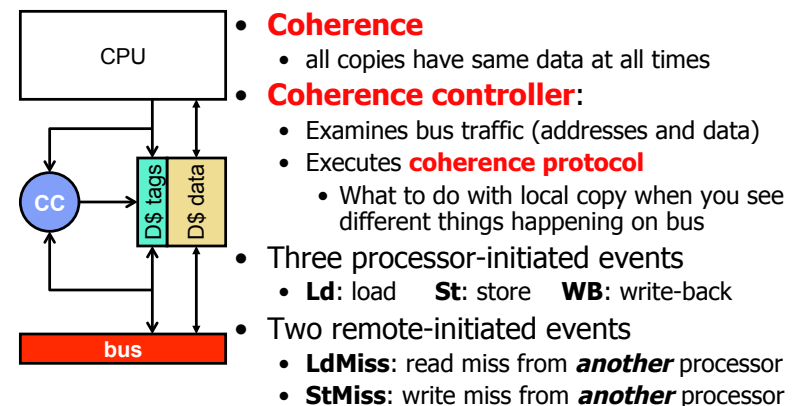 CPU
CC
D$ tags
D$ data
bus
• Coherence
• all copies have same data at all times
• Coherence controller:
• Examines bus traffic (addresses and data)
• Executes coherence protocol
• What to do with local copy when you see
different things happening on bus
• Three processor-initiated events
• Ld: load St: store WB: write-back
• Two remote-initiated events
• LdMiss: read miss from another processor
• StMiss: write miss from another processor